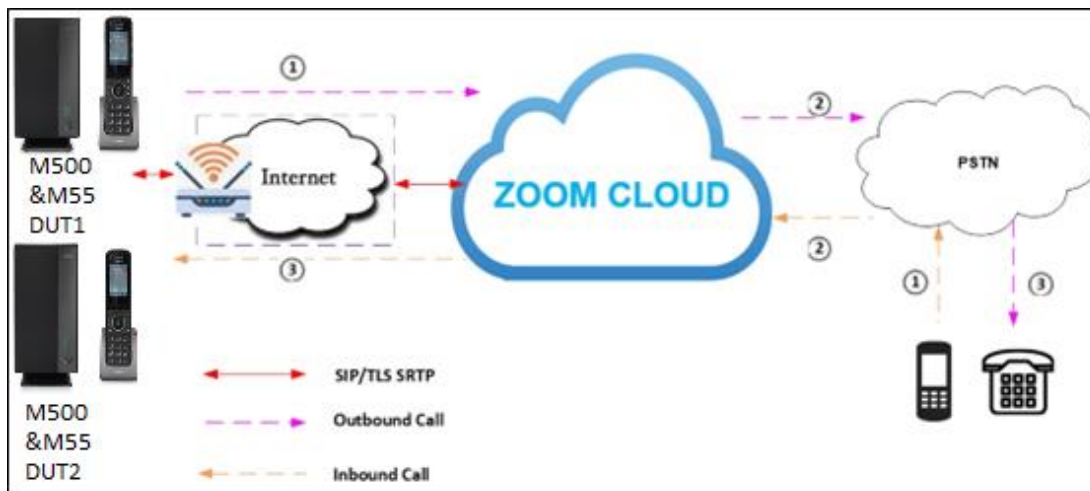 ①
②
Internet
ZOOM CLOUD
PSTN
M500
&M55
DUT1
③
②
①
③
SIP/TLS SRTP
Outbound Call
Inbound Call
M500
&M55
DUT2